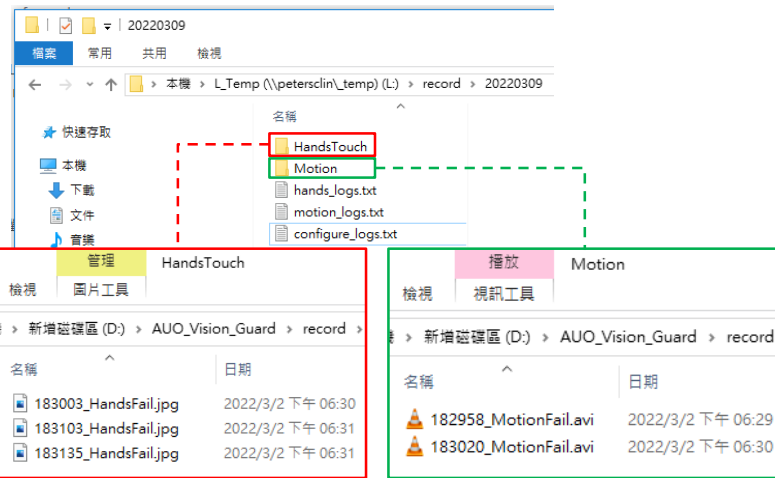 20220309
檔案 常用 共用 檢視
本機 > L_Temp (\\petersclin\_temp) (L:) > record > 20220309
名稱
快速存取
HandsTouch
本機
Motion
下載
hands_logs.txt
文件
motion_logs.txt
音樂
configure_logs.txt
管理 HandsTouch
檢視 圖片工具
> 新增磁碟區 (D:) > AUO_Vision_Guard > record >
名稱 日期
183003_HandsFail.jpg 2022/3/2 下午 06:30
183103_HandsFail.jpg 2022/3/2 下午 06:31
183135_HandsFail.jpg 2022/3/2 下午 06:31
播放 Motion
檢視 視訊工具
> 新增磁碟區 (D:) > AUO_Vision_Guard > record
名稱 日期
182958_MotionFail.avi 2022/3/2 下午 06:29
183020_MotionFail.avi 2022/3/2 下午 06:30